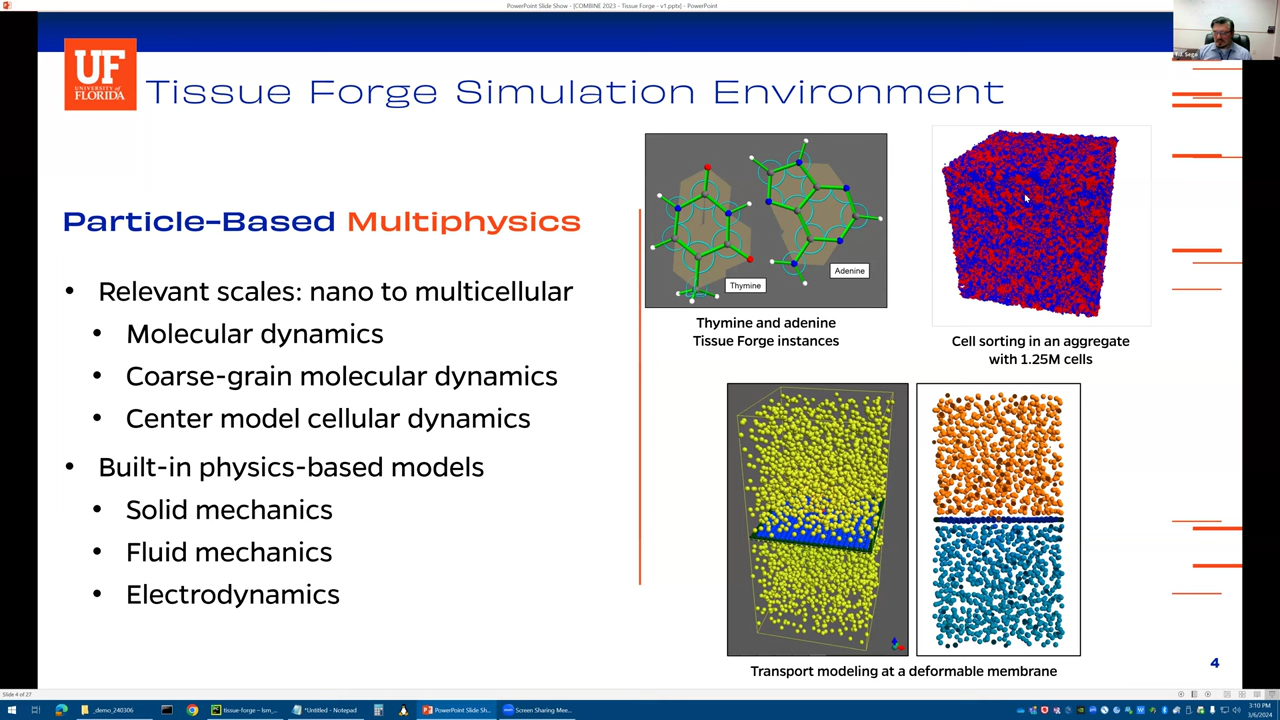 PowerPoint Slide Show - [COMBINE 2023 - Tissue Forge - v1.pptx] - PowerPoint
UF
UNIVERSITY of
FLORIDA
Tissue Forge Simulation Environment
Particle-Based Multiphysics
• Relevant scales: nano to multicellular
• Molecular dynamics
• Coarse-grain molecular dynamics
• Center model cellular dynamics
• Built-in physics-based models
• Solid mechanics
• Fluid mechanics
• Electrodynamics
Thymine
Adenine
Thymine and adenine
Tissue Forge instances
Cell sorting in an aggregate
with 1.25M cells
Transport modeling at a deformable membrane
4
Slide 4 of 27
_demo_240306
tissue-forge – lsm_...
*Untitled - Notepad
PowerPoint Slide Sh...
Screen Sharing Mee...
3:10 PM
3/6/2024